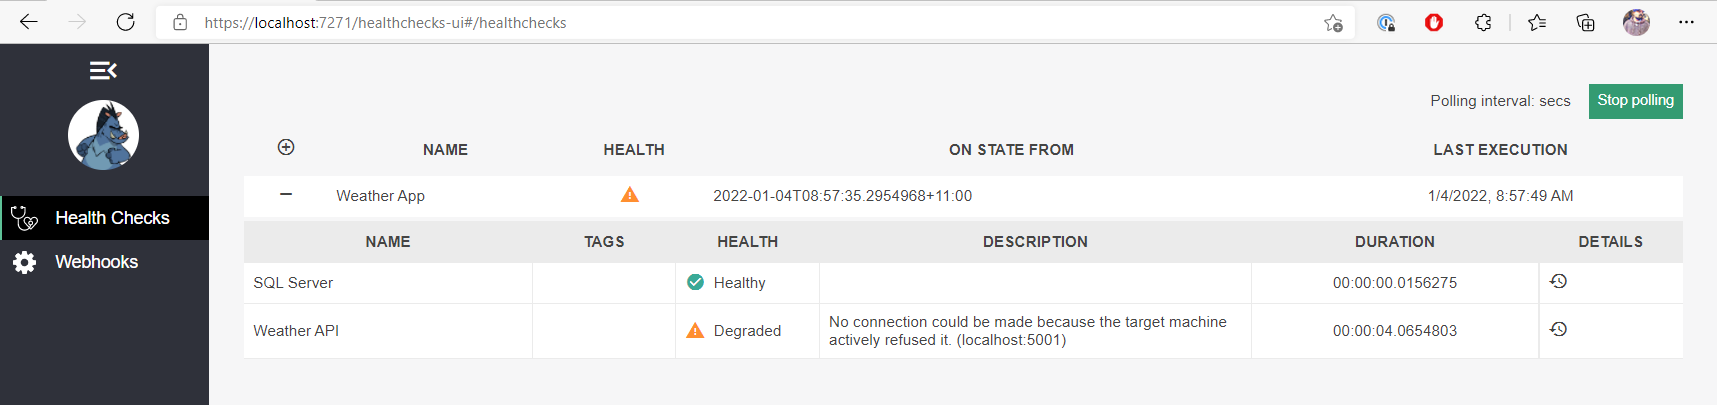 https://localhost:7271/healthchecks-ui#/healthchecks
Polling interval: secs Stop polling
NAME HEALTH ON STATE FROM LAST EXECUTION
Weather App 2022-01-04T08:57:35.2954968+11:00 1/4/2022, 8:57:49 AM
Health Checks
Webhooks
NAME TAGS HEALTH DESCRIPTION DURATION DETAILS
SQL Server Healthy 00:00:00.0156275
Weather API Degraded No connection could be made because the target machine
actively refused it. (localhost:5001) 00:00:04.0654803